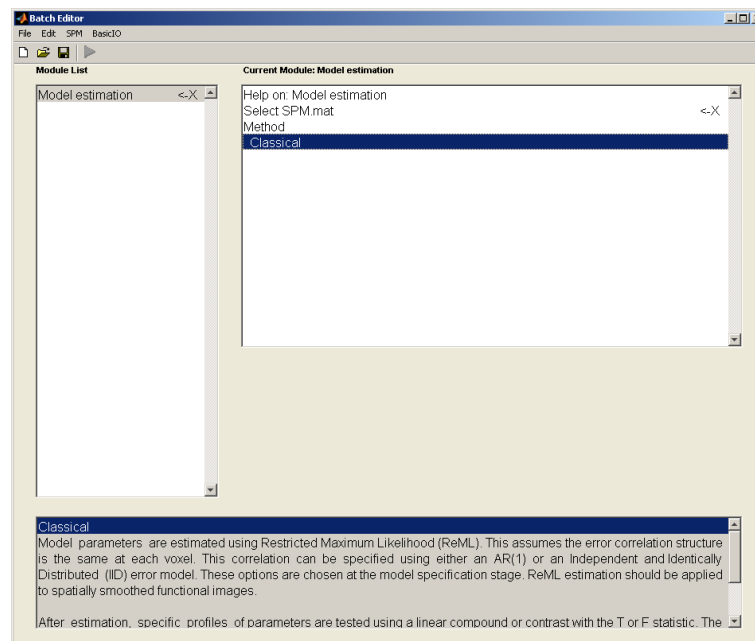 Batch Editor
File Edit SPM BasicIO
Module List
Current Module: Model estimation
Model estimation <-X
Help on: Model estimation
Select SPM.mat <-X
Method
Classical
Classical
Model parameters are estimated using Restricted Maximum Likelihood (ReML). This assumes the error correlation structure
is the same at each voxel. This correlation can be specified using either an AR(1) or an Independent and Identically
Distributed (IID) error model. These options are chosen at the model specification stage. ReML estimation should be applied
to spatially smoothed functional images.
After estimation, specific profiles of parameters are tested using a linear compound or contrast with the T or F statistic. The